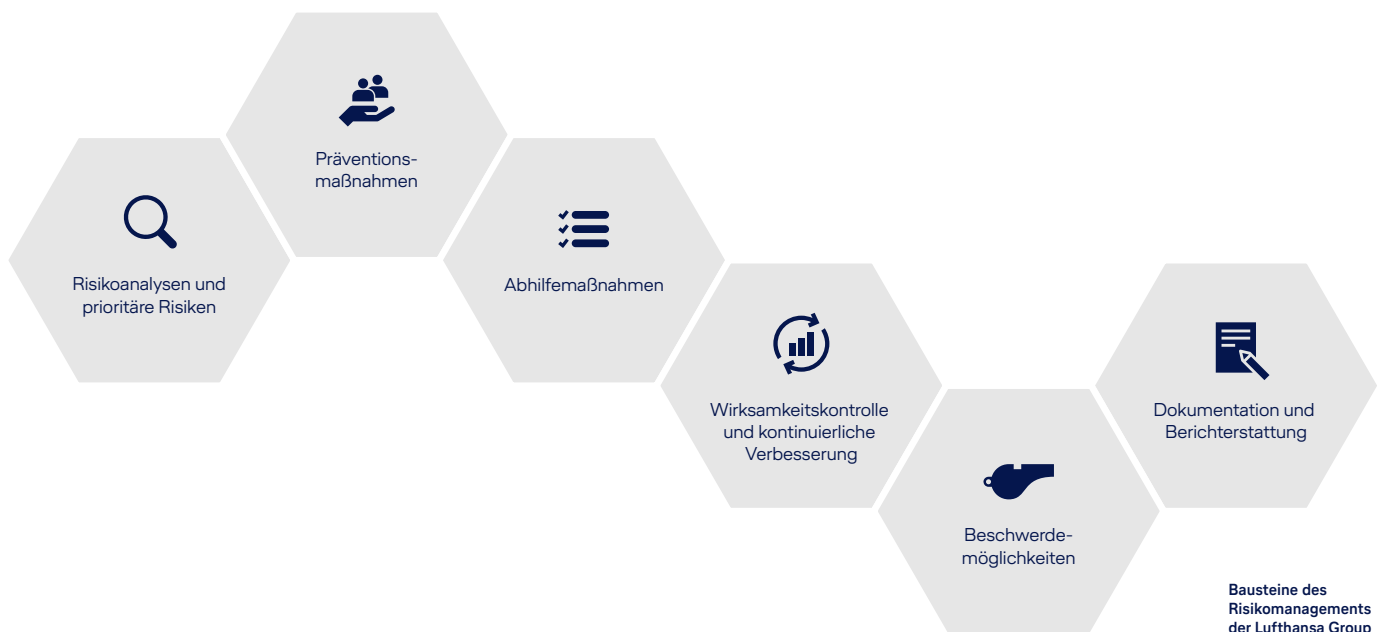 Risikoanalysen und
prioritäre Risiken
Präventions-
maßnahmen
Abhilfemaßnahmen
Wirksamkeitskontrolle
und kontinuierliche
Verbesserung
Beschwerde-
möglichkeiten
Dokumentation und
Berichterstattung
Bausteine des
Risikomanagements
der Lufthansa Group